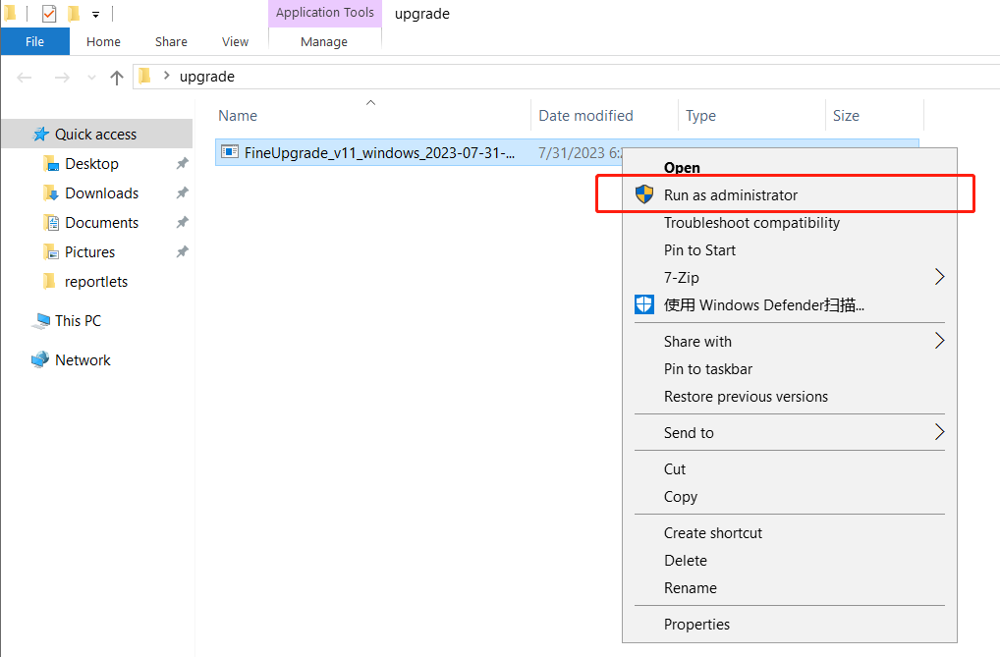 Application Tools
upgrade
File
Home
Share
View
Manage
upgrade
Name
Date modified
Type
Size
Quick access
Desktop
Downloads
Documents
Pictures
reportlets
This PC
Network
FineUpgrade_v11_windows_2023-07-31-...
7/31/2023 6:
Open
Run as administrator
Troubleshoot compatibility
Pin to Start
7-Zip
使用 Windows Defender扫描...
Share with
Pin to taskbar
Restore previous versions
Send to
Cut
Copy
Create shortcut
Delete
Rename
Properties